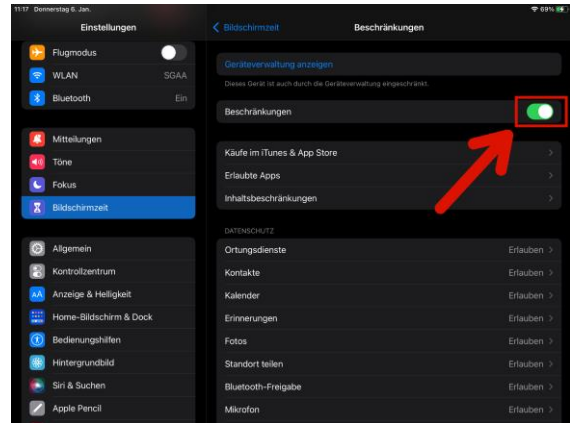 11:17 Donnerstag 6. Jan.
69%
Einstellungen
Flugmodus
WLAN SGAA
Bluetooth Ein
Mitteilungen
Töne
Fokus
Bildschirmzeit
Allgemein
Kontrollzentrum
AA Anzeige & Helligkeit
Home-Bildschirm & Dock
Bedienungshilfen
Hintergrundbild
Siri & Suchen
Apple Pencil
Bildschirmzeit
Beschränkungen
Geräteverwaltung anzeigen
Dieses Gerät ist auch durch die Geräteverwaltung eingeschränkt.
Beschränkungen
Käufe im iTunes & App Store
Erlaubte Apps
Inhaltsbeschränkungen
DATENSCHUTZ
Ortungsdienste Erlauben
Kontakte Erlauben
Kalender Erlauben
Erinnerungen Erlauben
Fotos Erlauben
Standort teilen Erlauben
Bluetooth-Freigabe Erlauben
Mikrofon Erlauben